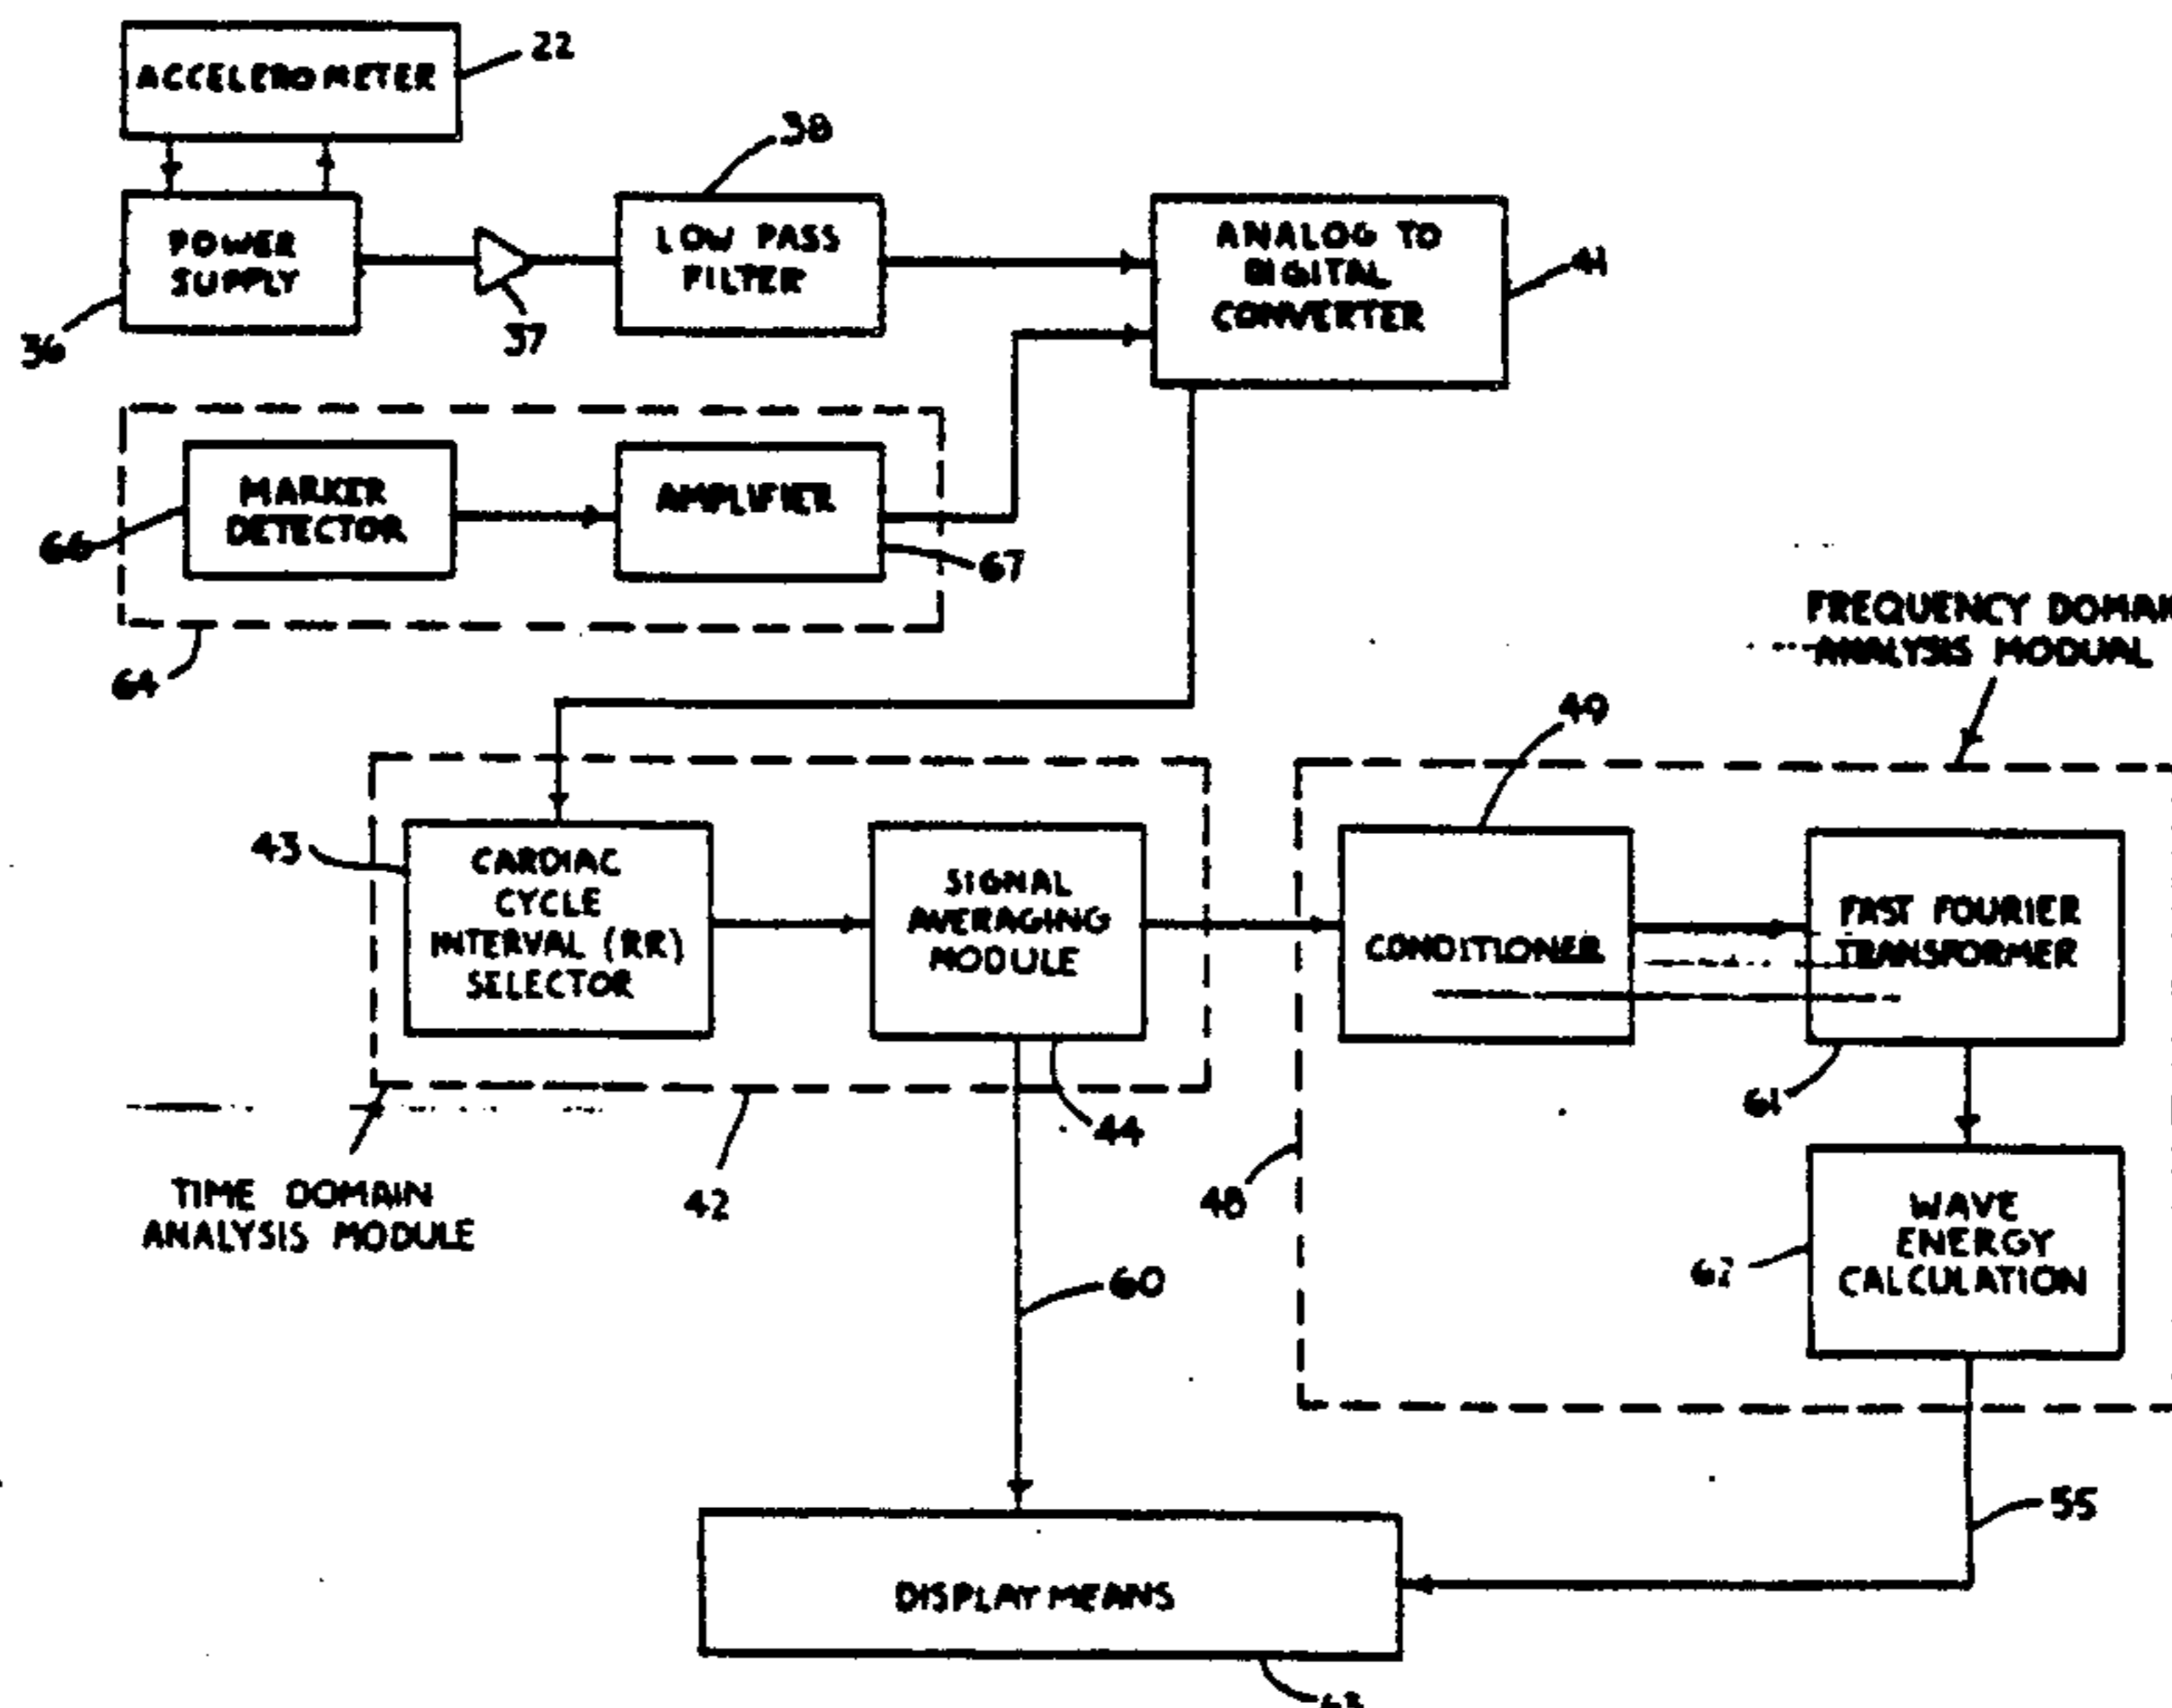 ACCELEROMETER
22
POWER
SUPPLY
36
37
38
LOW PASS
FILTER
ANALOG TO
DIGITAL
CONVERTER
41
MARKER
DETECTOR
66
AMPLIFIER
67
64
FREQUENCY DOMAIN
ANALYSIS MODUAL
49
43
CARDIAC
CYCLE
INTERVAL (RR)
SELECTOR
SIGNAL
AVERAGING
MODULE
CONDITIONER
FAST FOURIER
TRANSFORMER
61
44
42
48
TIME DOMAIN
ANALYSIS MODULE
WAVE
ENERGY
CALCULATION
62
60
55
DISPLAY MEANS
63